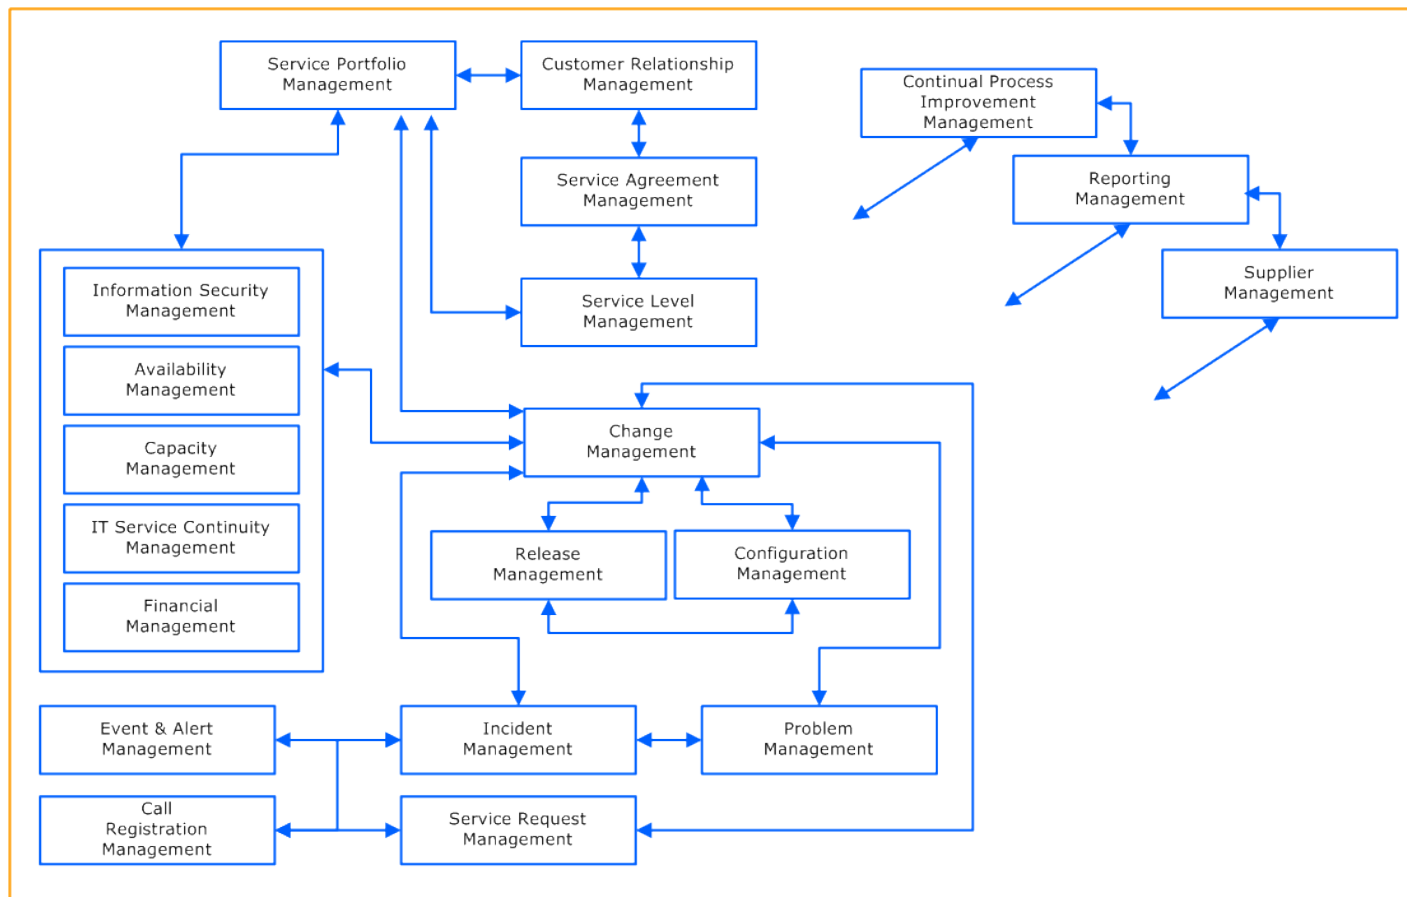 Service Portfolio
Management
Customer Relationship
Management
Continual Process
Improvement
Management
Service Agreement
Management
Reporting
Management
Service Level
Management
Supplier
Management
Information Security
Management
Availability
Management
Capacity
Management
IT Service Continuity
Management
Financial
Management
Change
Management
Release
Management
Configuration
Management
Event & Alert
Management
Incident
Management
Problem
Management
Call
Registration
Management
Service Request
Management